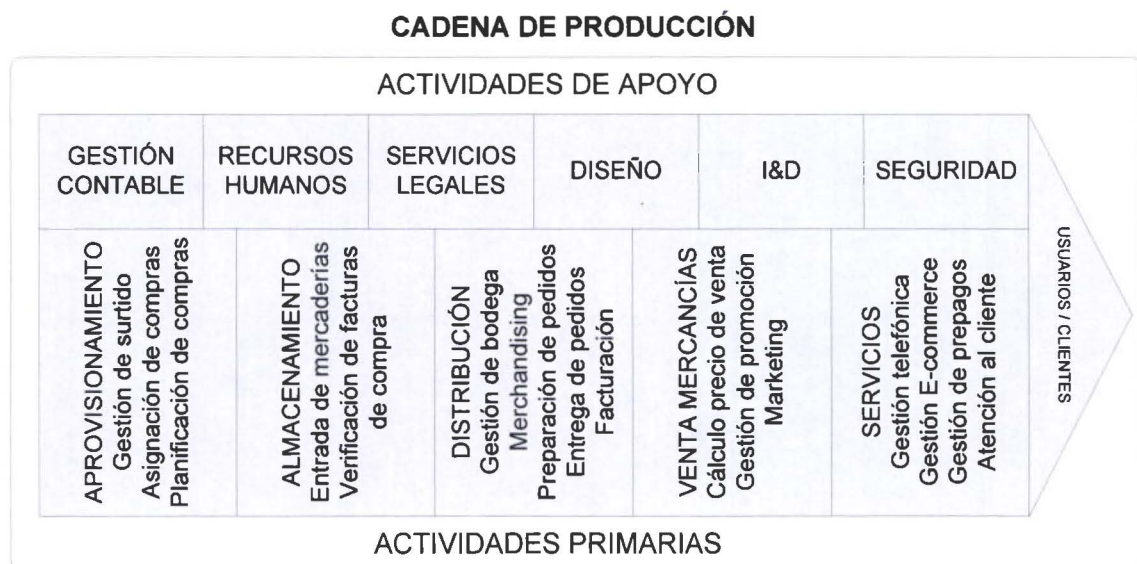 CADENA DE PRODUCCIÓN
ACTIVIDADES DE APOYO
GESTIÓN
CONTABLE
RECURSOS
HUMANOS
SERVICIOS
LEGALES
DISEÑO
I&D
SEGURIDAD
APROVISIONAMIENTO
Gestión de surtido
Asignación de compras
Planificación de compras
ALMACENAMIENTO
Entrada de mercaderías
Verificación de facturas
de compra
DISTRIBUCIÓN
Gestión de bodega
Merchandising
Preparación de pedidos
Entrega de pedidos
Facturación
VENTA MERCANCÍAS
Cálculo precio de venta
Gestión de promoción
Marketing
SERVICIOS
Gestión telefónica
Gestión E-commerce
Gestión de prepagos
Atención al cliente
USUARIOS / CLIENTES
ACTIVIDADES PRIMARIAS